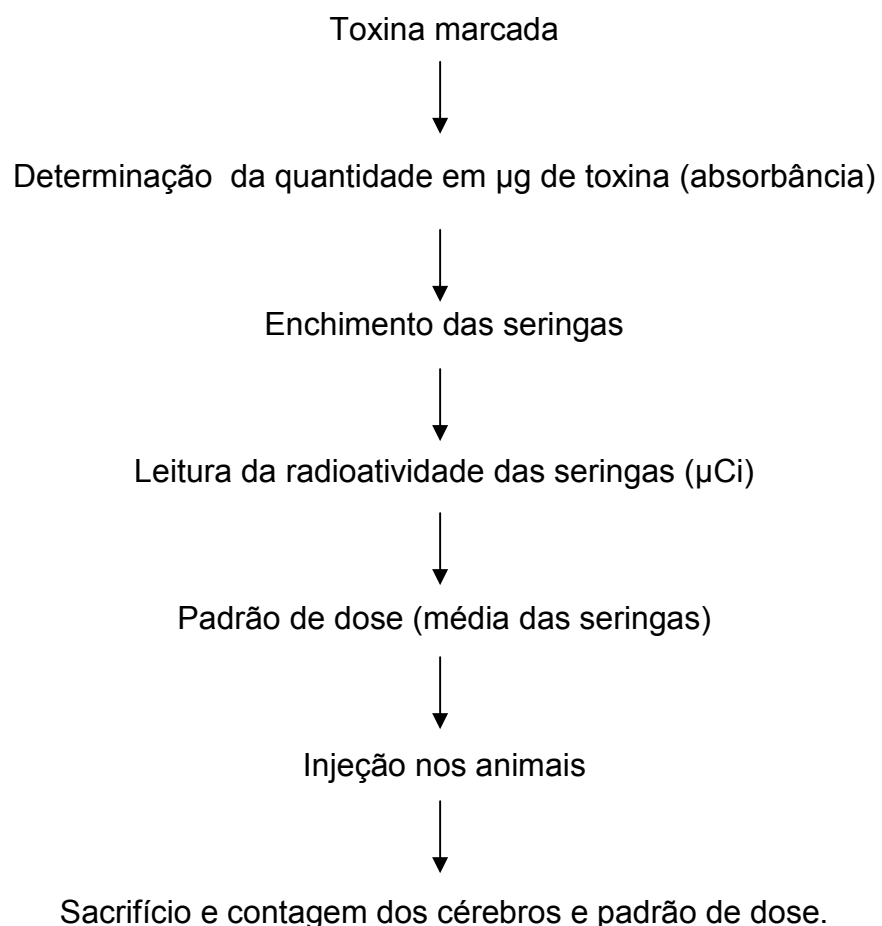 Toxina marcada
Determinação  da quantidade em µg de toxina (absorbância)
Enchimento das seringas
Leitura da radioatividade das seringas (µCi)
Padrão de dose (média das seringas)
Injeção nos animais
Sacrifício e contagem dos cérebros e padrão de dose.